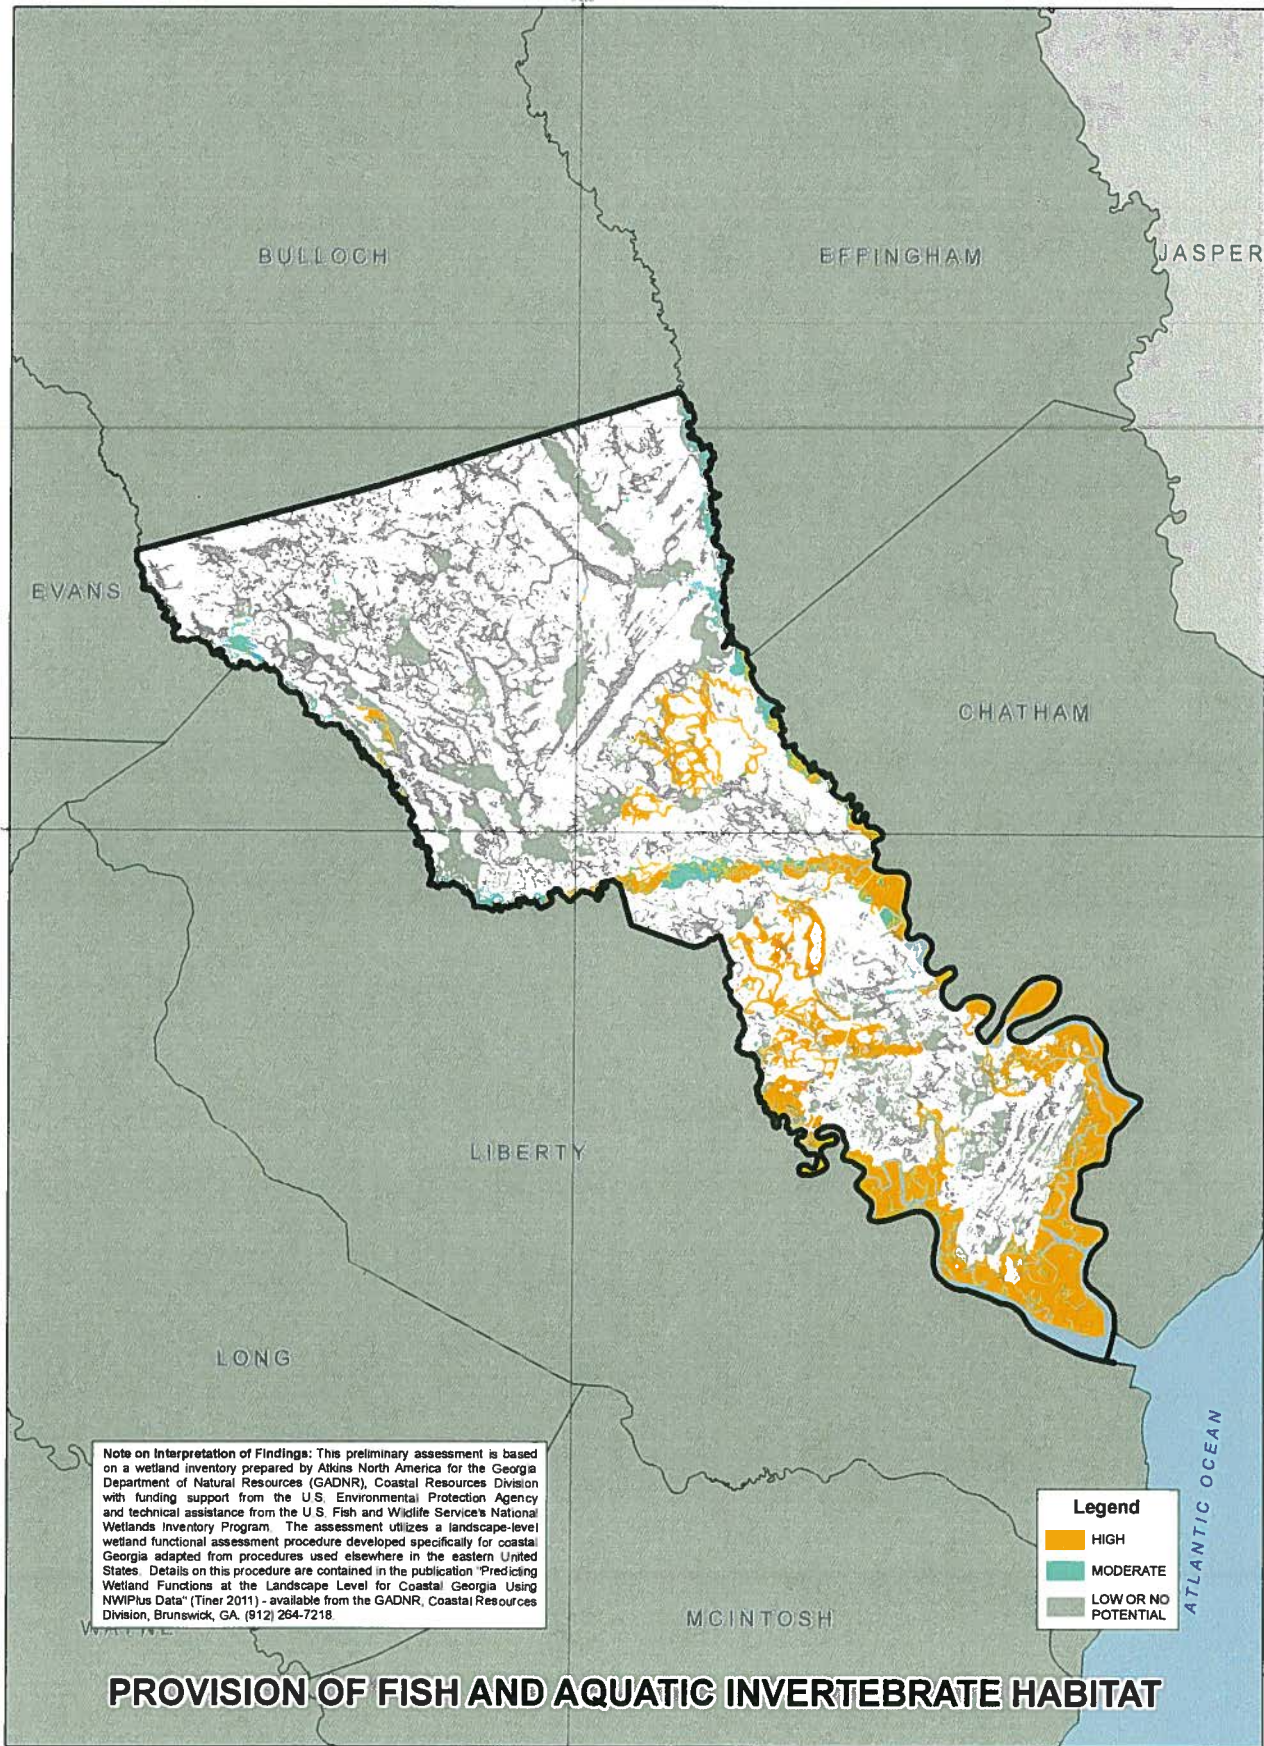 BULLOCH
EFFINGHAM
JASPER
EVANS
CHATHAM
LIBERTY
LONG
Note on Interpretation of Findings: This preliminary assessment is based
on a wetland inventory prepared by Atkins North America for the Georgia
Department of Natural Resources (GADNR), Coastal Resources Division
with funding support from the U.S. Environmental Protection Agency
and technical assistance from the U.S. Fish and Wildlife Service's National
Wetlands Inventory Program. The assessment utilizes a landscape-level
wetland functional assessment procedure developed specifically for coastal
Georgia adapted from procedures used elsewhere in the eastern United
States. Details on this procedure are contained in the publication "Predicting
Wetland Functions at the Landscape Level for Coastal Georgia Using
NWIPlus Data" (Tiner 2011) - available from the GADNR, Coastal Resources
Division, Brunswick, GA. (912) 264-7218.
WAYNE
MCINTOSH
ATLANTIC OCEAN
Legend
HIGH
MODERATE
LOW OR NO
POTENTIAL
PROVISION OF FISH AND AQUATIC INVERTEBRATE HABITAT